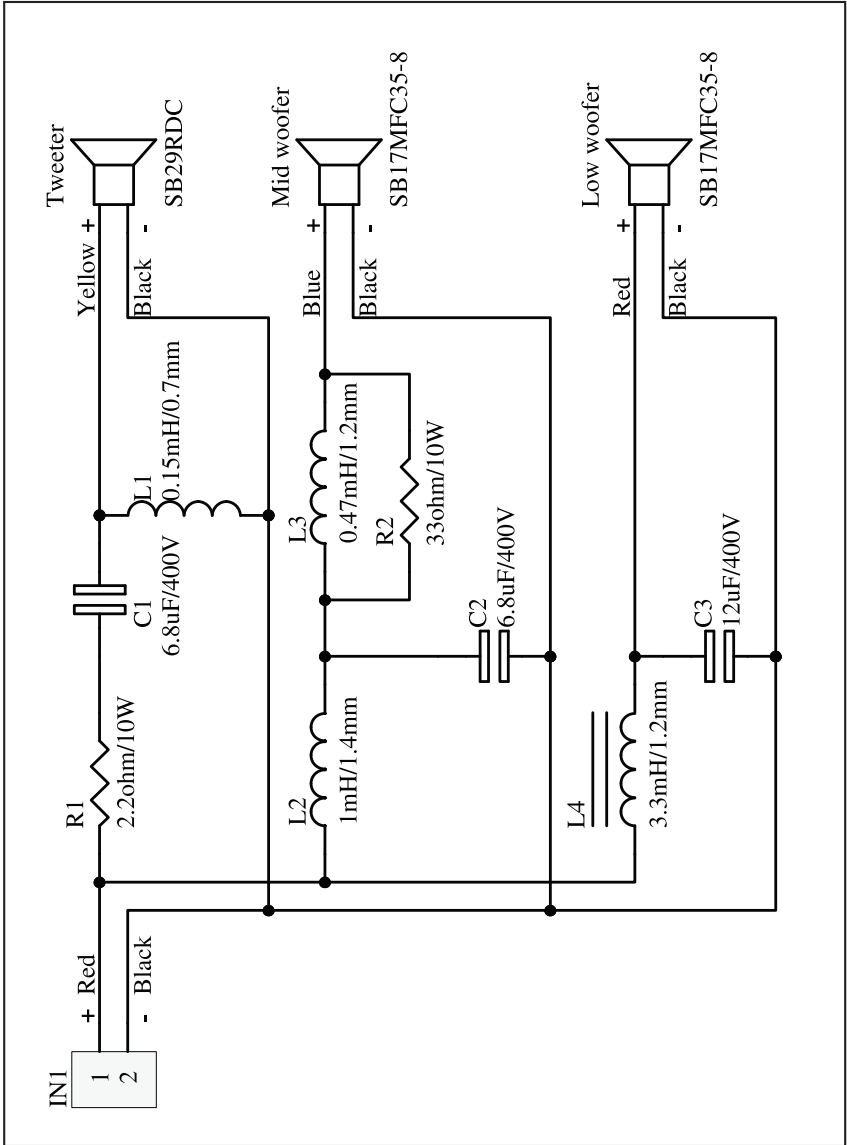 IN1
1
2
+ Red
- Black
R1
2.2ohm/10W
C1
6.8uF/400V
L1
0.15mH/0.7mm
Yellow +
Black -
Tweeter
SB29RDC
L2
1mH/1.4mm
L3
0.47mH/1.2mm
R2
33ohm/10W
C2
6.8uF/400V
Blue +
Black -
Mid woofer
SB17MFC35-8
L4
3.3mH/1.2mm
C3
12uF/400V
Red +
Black -
Low woofer
SB17MFC35-8